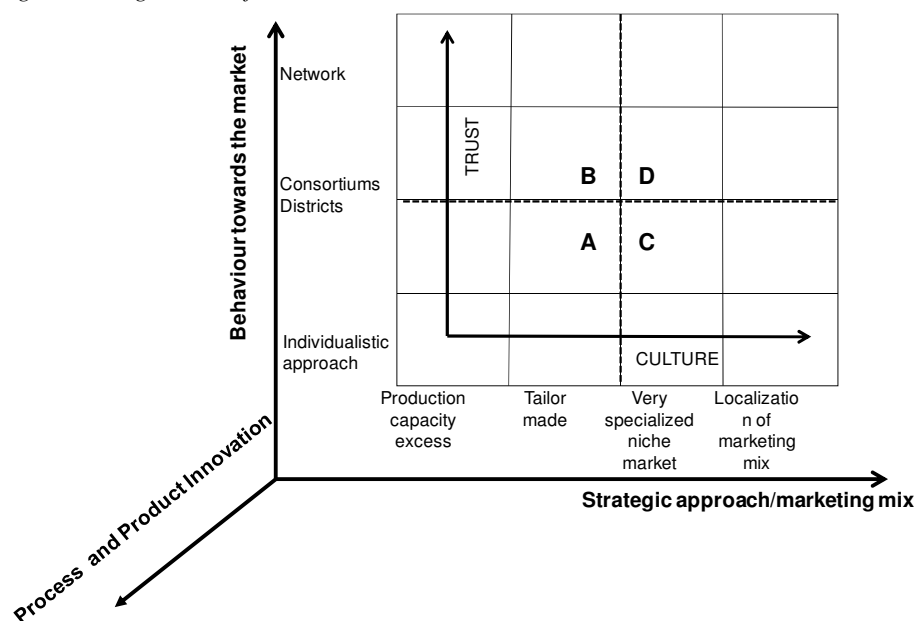 Behaviour towards the market
Network
Consortiums
Districts
Individualistic
approach
TRUST
B
D
A
C
CULTURE
Production
capacity
excess
Tailor
made
Very
specialized
niche
market
Localizatio
n of
marketing
mix
Strategic approach/marketing mix
Process and Product Innovation